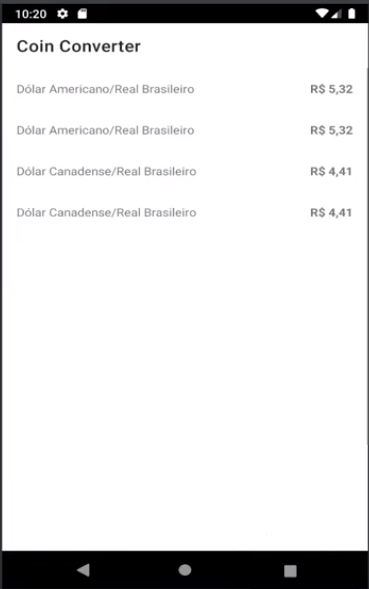 10:20
Coin Converter
Dólar Americano/Real Brasileiro R$ 5,32
Dólar Americano/Real Brasileiro R$ 5,32
Dólar Canadense/Real Brasileiro R$ 4,41
Dólar Canadense/Real Brasileiro R$ 4,41